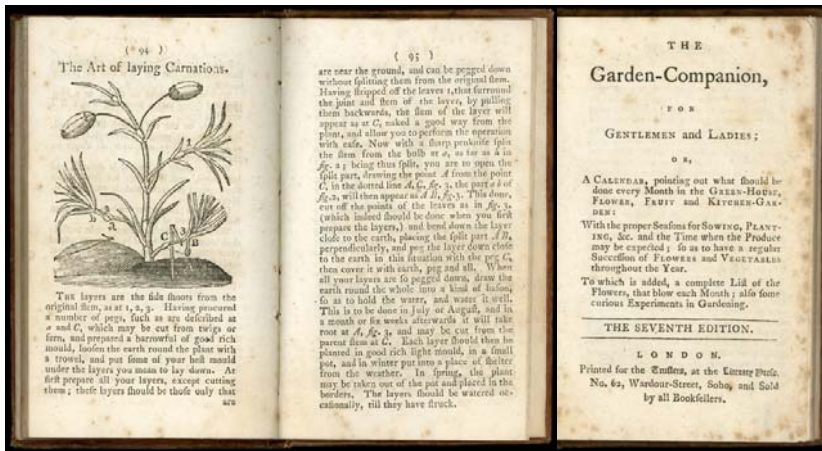 ( 94 )
The Art of laying Carnations.
THE layers are the side shoots from the
original stem, as at 1, 2, 3. Having procured
a number of pegs, such as are described at
a and C, which may be cut from twigs or
fern, and prepared a barrowful of good rich
mould, loosen the earth round the plant with
a trowel, and put some of your best mould
under the layers you mean to lay down. At
first prepare all your layers, except cutting
them; these layers should be those only that
are
( 95 )
are near the ground, and can be pegged down
without splitting them from the original stem.
Having stripped off the leaves 1, that surround
the joint and stem of the layer, by pulling
them backwards, the stem of the layer will
appear as at C, naked a good way from the
plant, and allow you to perform the operation
with ease. Now with a sharp penknife split
the stem from the bulb at a, as far as b in
fig. 2; being thus split, you are to open the
split part, drawing the point A from the point
C, in the dotted line A, C, fig. 3. the part a b of
fig. 2, will then appear as A B, fig. 3. This done,
cut off the points of the leaves as in fig. 3.
(which indeed should be done when you first
prepare the layers,) and bend down the layer
close to the earth, placing the split part A B,
perpendicularly, and peg the layer down close
to the earth in this situation with the peg C,
then cover it with earth, peg and all. When
all your layers are so pegged down, draw the
earth round the whole into a kind of bason,
so as to hold the water, and water it well.
This is to be done in July or August, and in
a month or six weeks afterwards it will take
root at A, fig. 3, and may be cut from the
parent stem at C. Each layer should then be
planted in good rich light mould, in a small
pot, and in winter put into a place of shelter
from the weather. In spring, the plant
may be taken out of the pot and placed in the
borders. The layers should be watered oc-
casionally, till they have struck.
THE
Garden-Companion,
FOR
GENTLEMEN and LADIES;
OR,
A CALENDAR, pointing out what should be
done every Month in the GREEN-HOUSE,
FLOWER, FRUIT and KITCHEN-GAR-
DEN:
With the proper Seasons for SOWING, PLANT-
ING, &c. and the Time when the Produce
may be expected; so as to have a regular
Succession of FLOWERS and VEGETABLES
throughout the Year.
To which is added, a complete List of the
Flowers, that blow each Month; also some
curious Experiments in Gardening.
THE SEVENTH EDITION.
LONDON.
Printed for the Trustlers, at the Literary Press,
No. 62, Wardour-Street, Soho, and Sold
by all Booksellers.